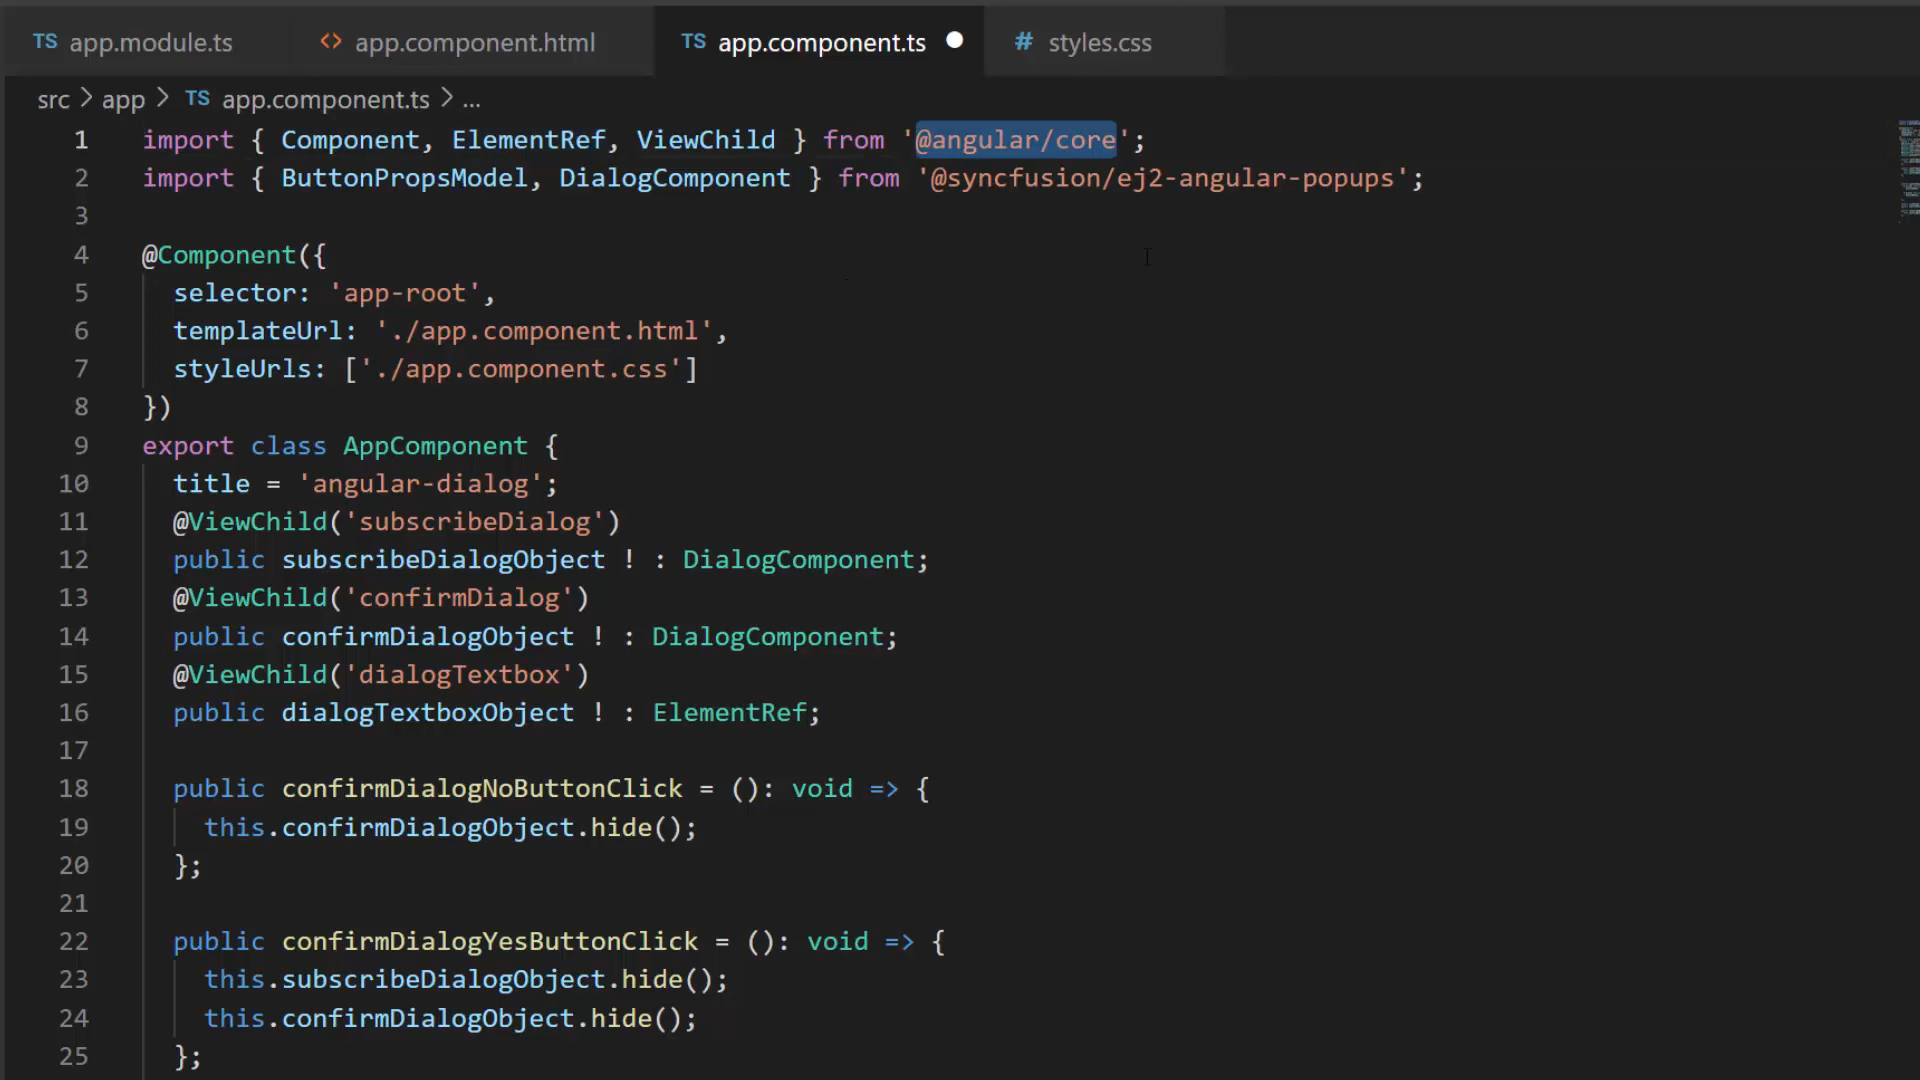 TS app.module.ts <> app.component.html TS app.component.ts # styles.css
src > app > TS app.component.ts > ...
1 import { Component, ElementRef, ViewChild } from '@angular/core';
2 import { ButtonPropsModel, DialogComponent } from '@syncfusion/ej2-angular-popups';
3
4 @Component({
5   selector: 'app-root',
6   templateUrl: './app.component.html',
7   styleUrls: ['./app.component.css']
8 })
9 export class AppComponent {
10   title = 'angular-dialog';
11   @ViewChild('subscribeDialog')
12   public subscribeDialogObject ! : DialogComponent;
13   @ViewChild('confirmDialog')
14   public confirmDialogObject ! : DialogComponent;
15   @ViewChild('dialogTextbox')
16   public dialogTextboxObject ! : ElementRef;
17
18   public confirmDialogNoButtonClick = (): void => {
19     this.confirmDialogObject.hide();
20   };
21
22   public confirmDialogYesButtonClick = (): void => {
23     this.subscribeDialogObject.hide();
24     this.confirmDialogObject.hide();
25   };